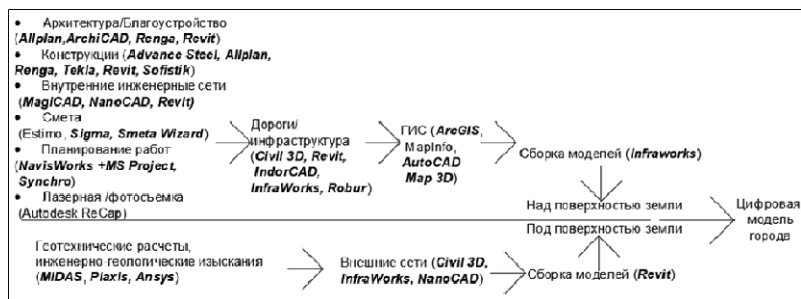 • Архитектура/Благоустройство
(Allplan,ArchiCAD, Renga, Revit)
• Конструкции (Advance Steel, Allplan,
Renga, Tekla, Revit, Sofistik)
• Внутренние инженерные сети
(MagiCAD, NanoCAD, Revit)
• Смета
(Estimo, Sigma, Smeta Wizard)
• Планирование работ
(NavisWorks +MS Project,
Synchro)
• Лазерная /фотосъемка
(Autodesk ReCap)
Дороги/
инфраструктура
(Civil 3D, Revit,
IndorCAD,
InfraWorks, Robur)
ГИС (ArcGIS,
MapInfo,
AutoCAD
Map 3D)
Сборка моделей (Infraworks)
Над поверхностью земли
Под поверхностью земли
Цифровая
модель
города
Геотехнические расчеты,
инженерно-геологические изыскания
(MIDAS, Plaxis, Ansys)
Внешние сети (Civil 3D,
InfraWorks, NanoCAD)
Сборка моделей (Revit)